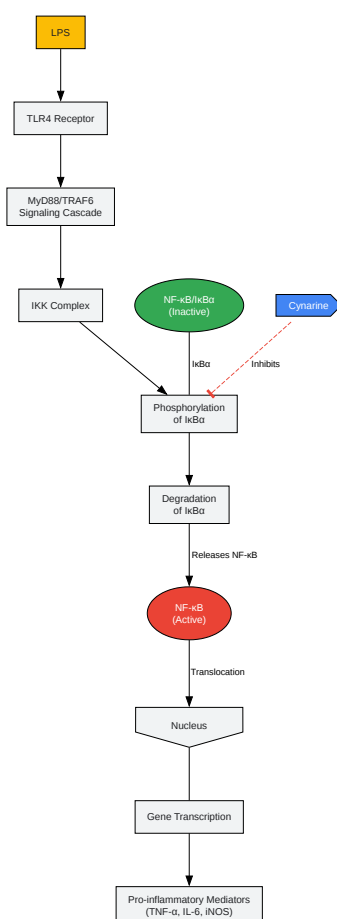 LPS
TLR4 Receptor
MyD88/TRAF6
Signaling Cascade
IKK Complex
NF-κB/IκBα
(Inactive)
Cynarine
IκBα
Inhibits
Phosphorylation
of IκBα
Degradation
of IκBα
Releases NF-κB
NF-κB
(Active)
Translocation
Nucleus
Gene Transcription
Pro-inflammatory Mediators
(TNF-α, IL-6, iNOS)